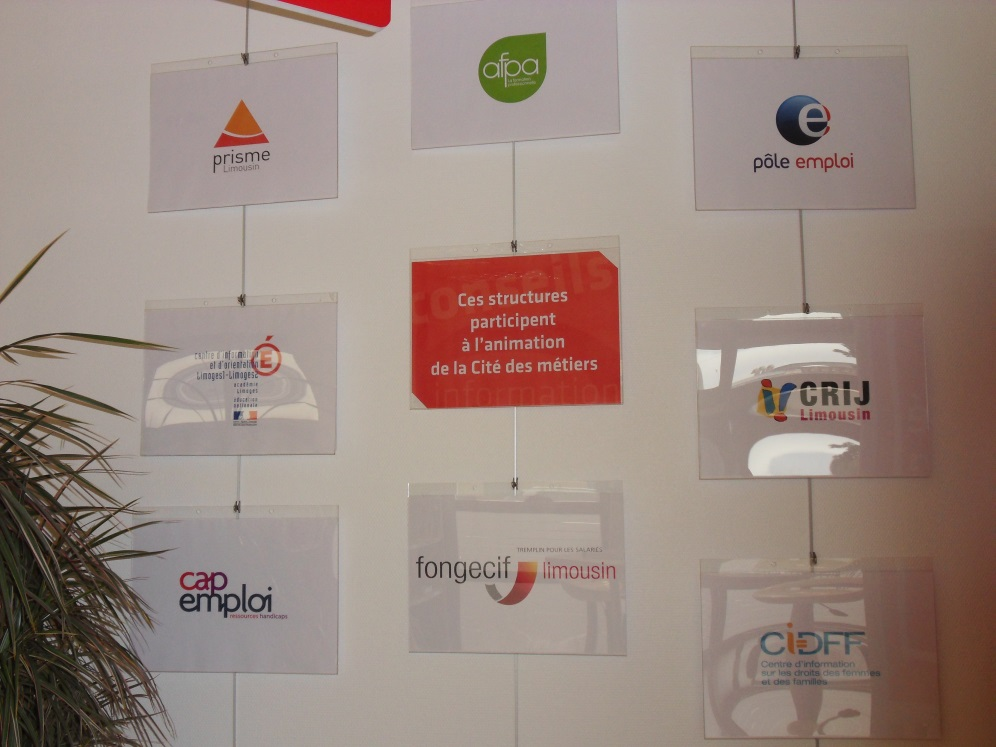 prisme
Limousin
afpa
pôle emploi
centre d'information
et d'orientation
Limoges1-Limoges2
É
académie
Limoges
éducation
nationale
conseils
Ces structures
participent
à l'animation
de la Cité des métiers
information
CRIJ
Limousin
cap
emploi
ressources handicaps
TREMPLIN POUR LES SALARIÉS
fongecif limousin
CIDFF
Centre d'information
sur les droits des femmes
et des familles